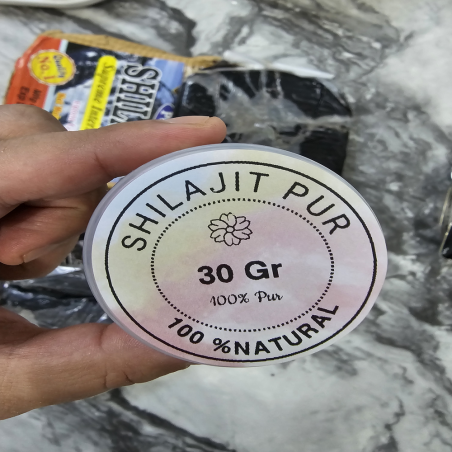 SHILAJIT PUR
30 Gr
100% Pur
100 %NATURAL